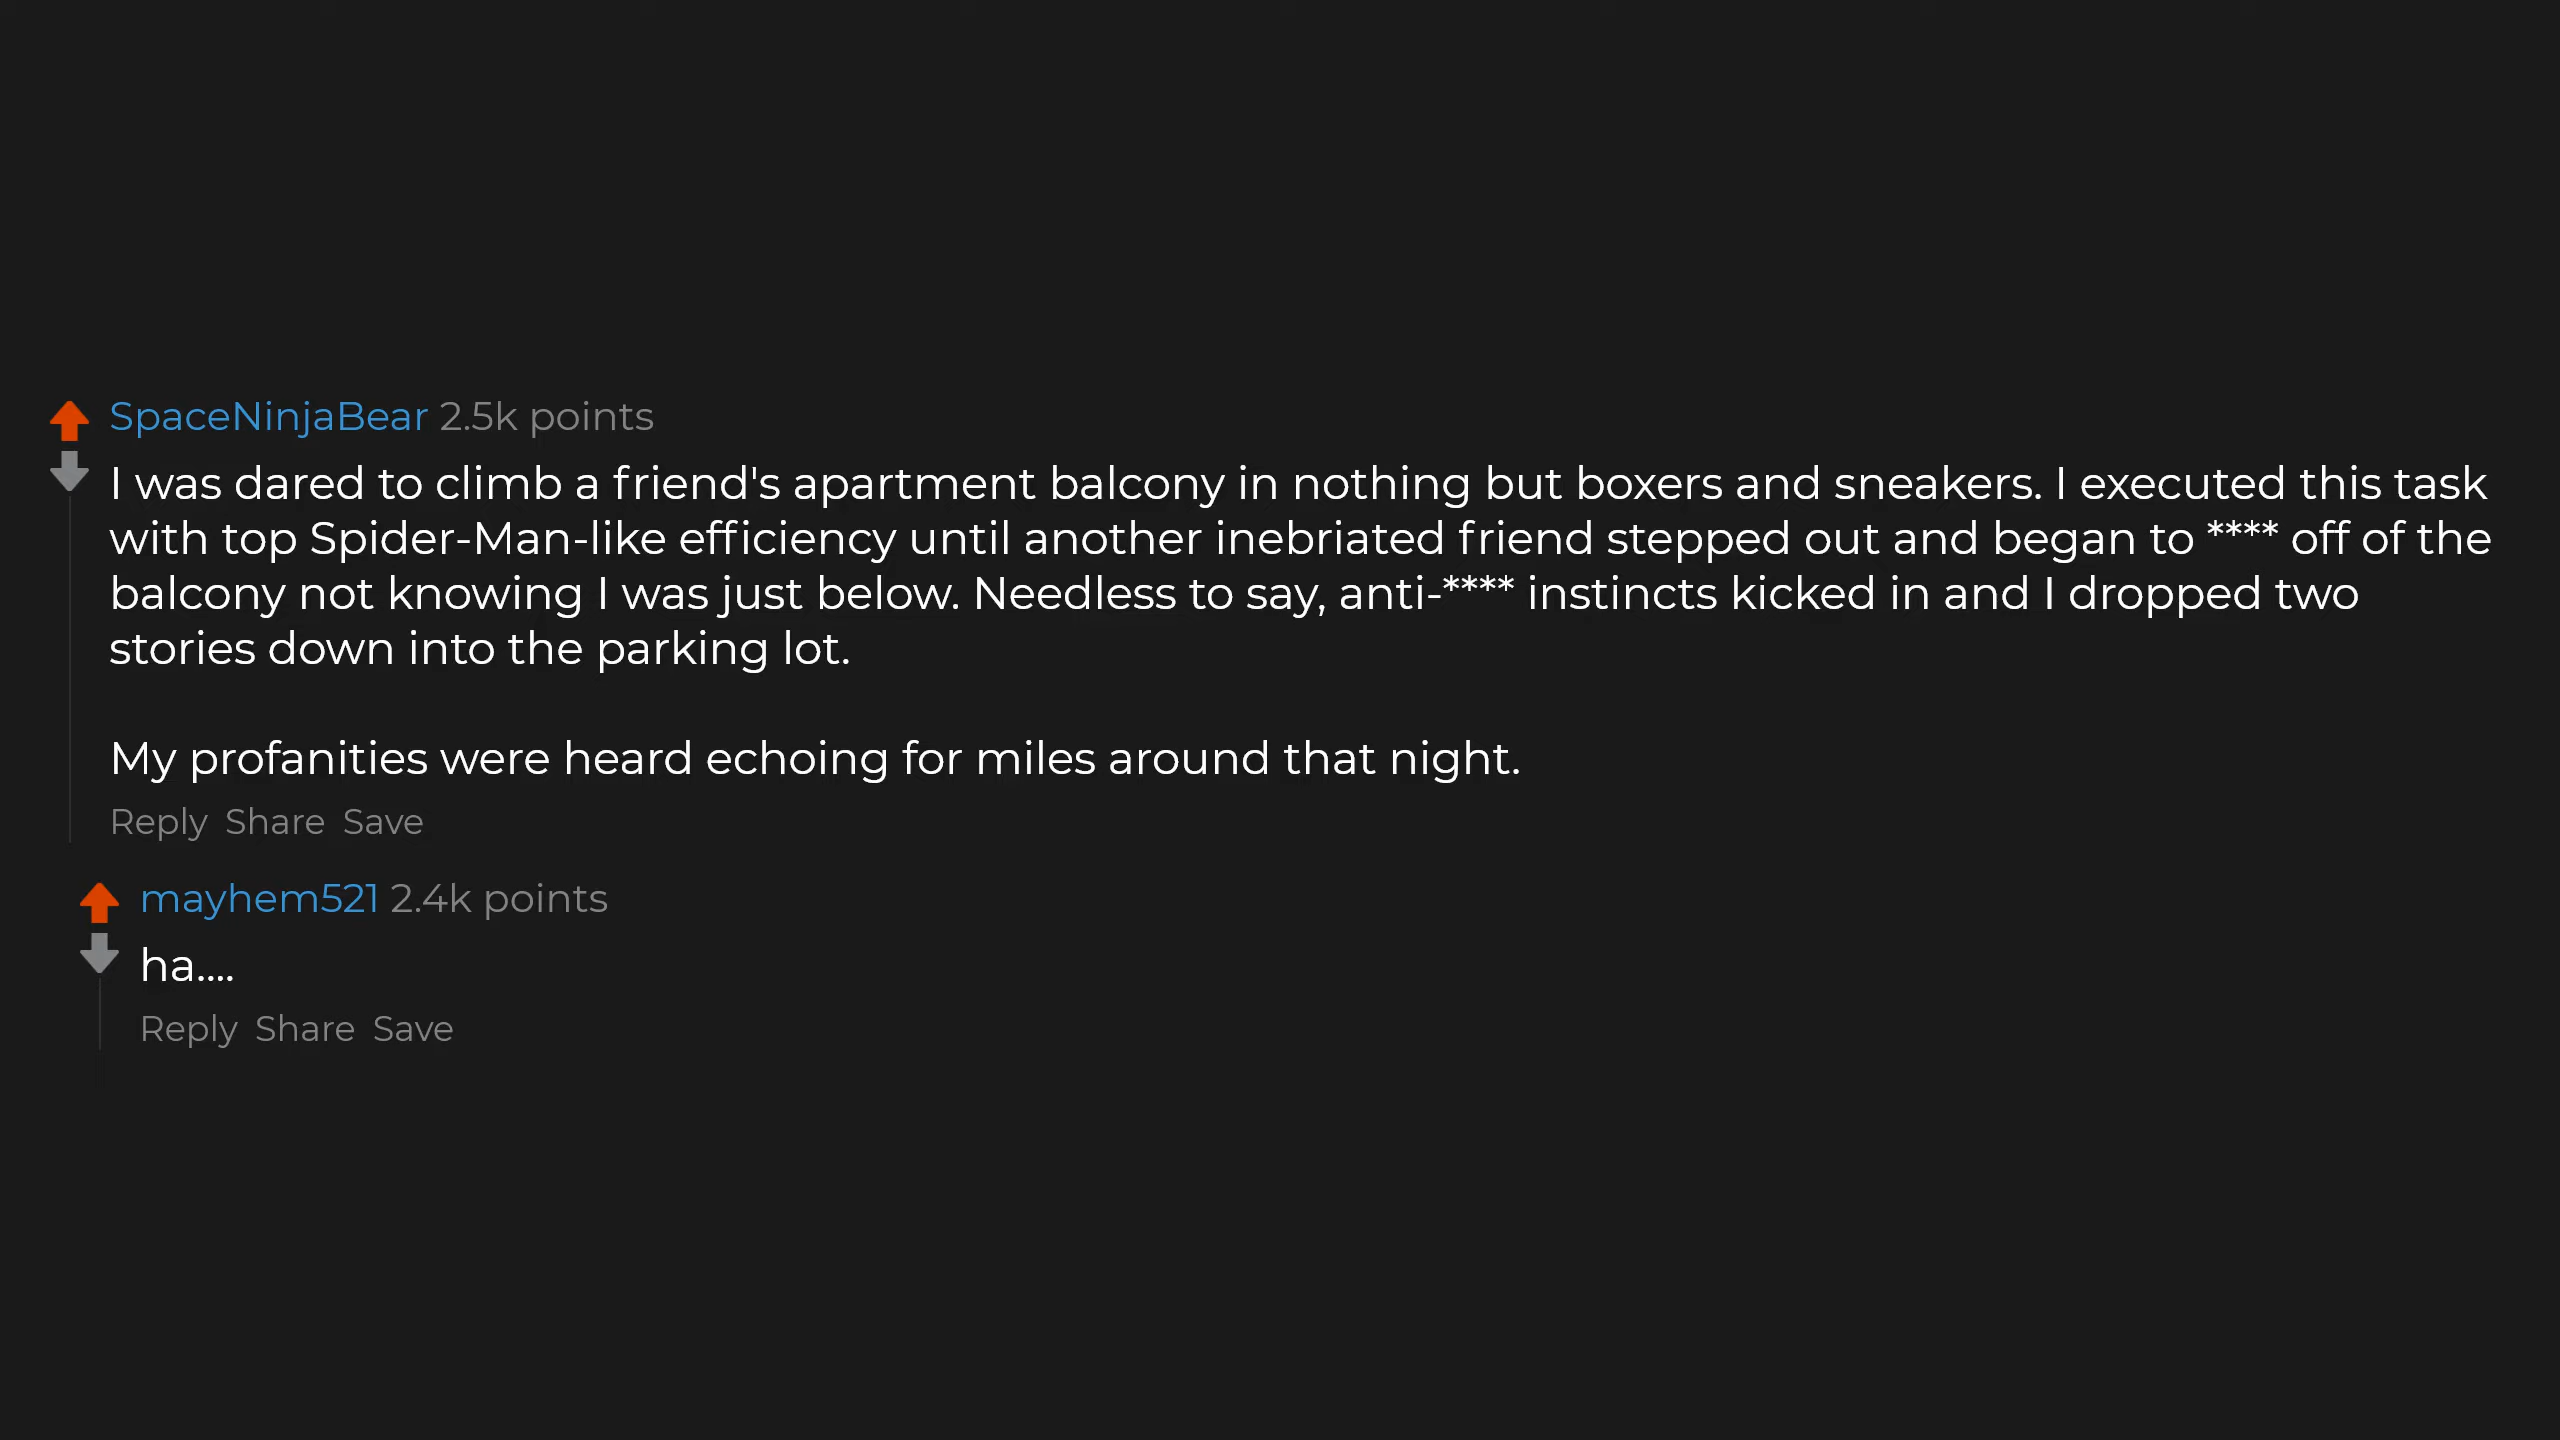 SpaceNinjaBear 2.5k points
I was dared to climb a friend's apartment balcony in nothing but boxers and sneakers. I executed this task
with top Spider-Man-like efficiency until another inebriated friend stepped out and began to **** off of the
balcony not knowing I was just below. Needless to say, anti-**** instincts kicked in and I dropped two
stories down into the parking lot.
My profanities were heard echoing for miles around that night.
Reply Share Save
mayhem521 2.4k points
ha....
Reply Share Save